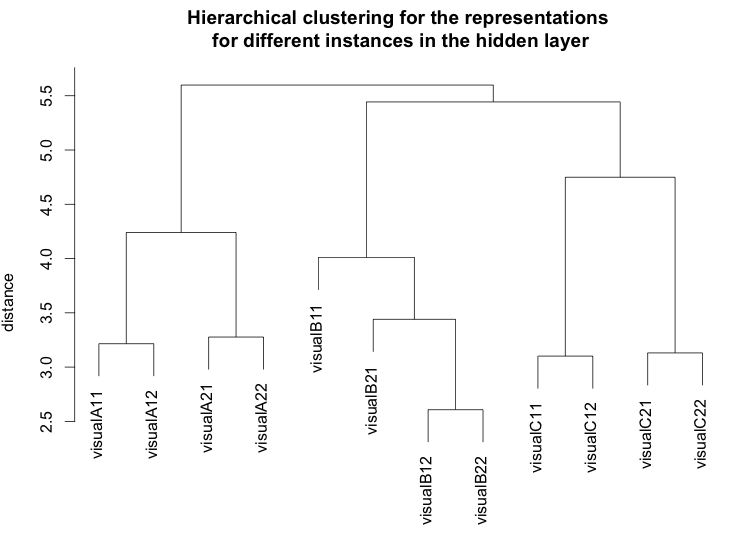 Hierarchical clustering for the representations
for different instances in the hidden layer
distance
5.5
5.0
4.5
4.0
3.5
3.0
2.5
visualA11
visualA12
visualA21
visualA22
visualB11
visualB21
visualB12
visualB22
visualC11
visualC12
visualC21
visualC22